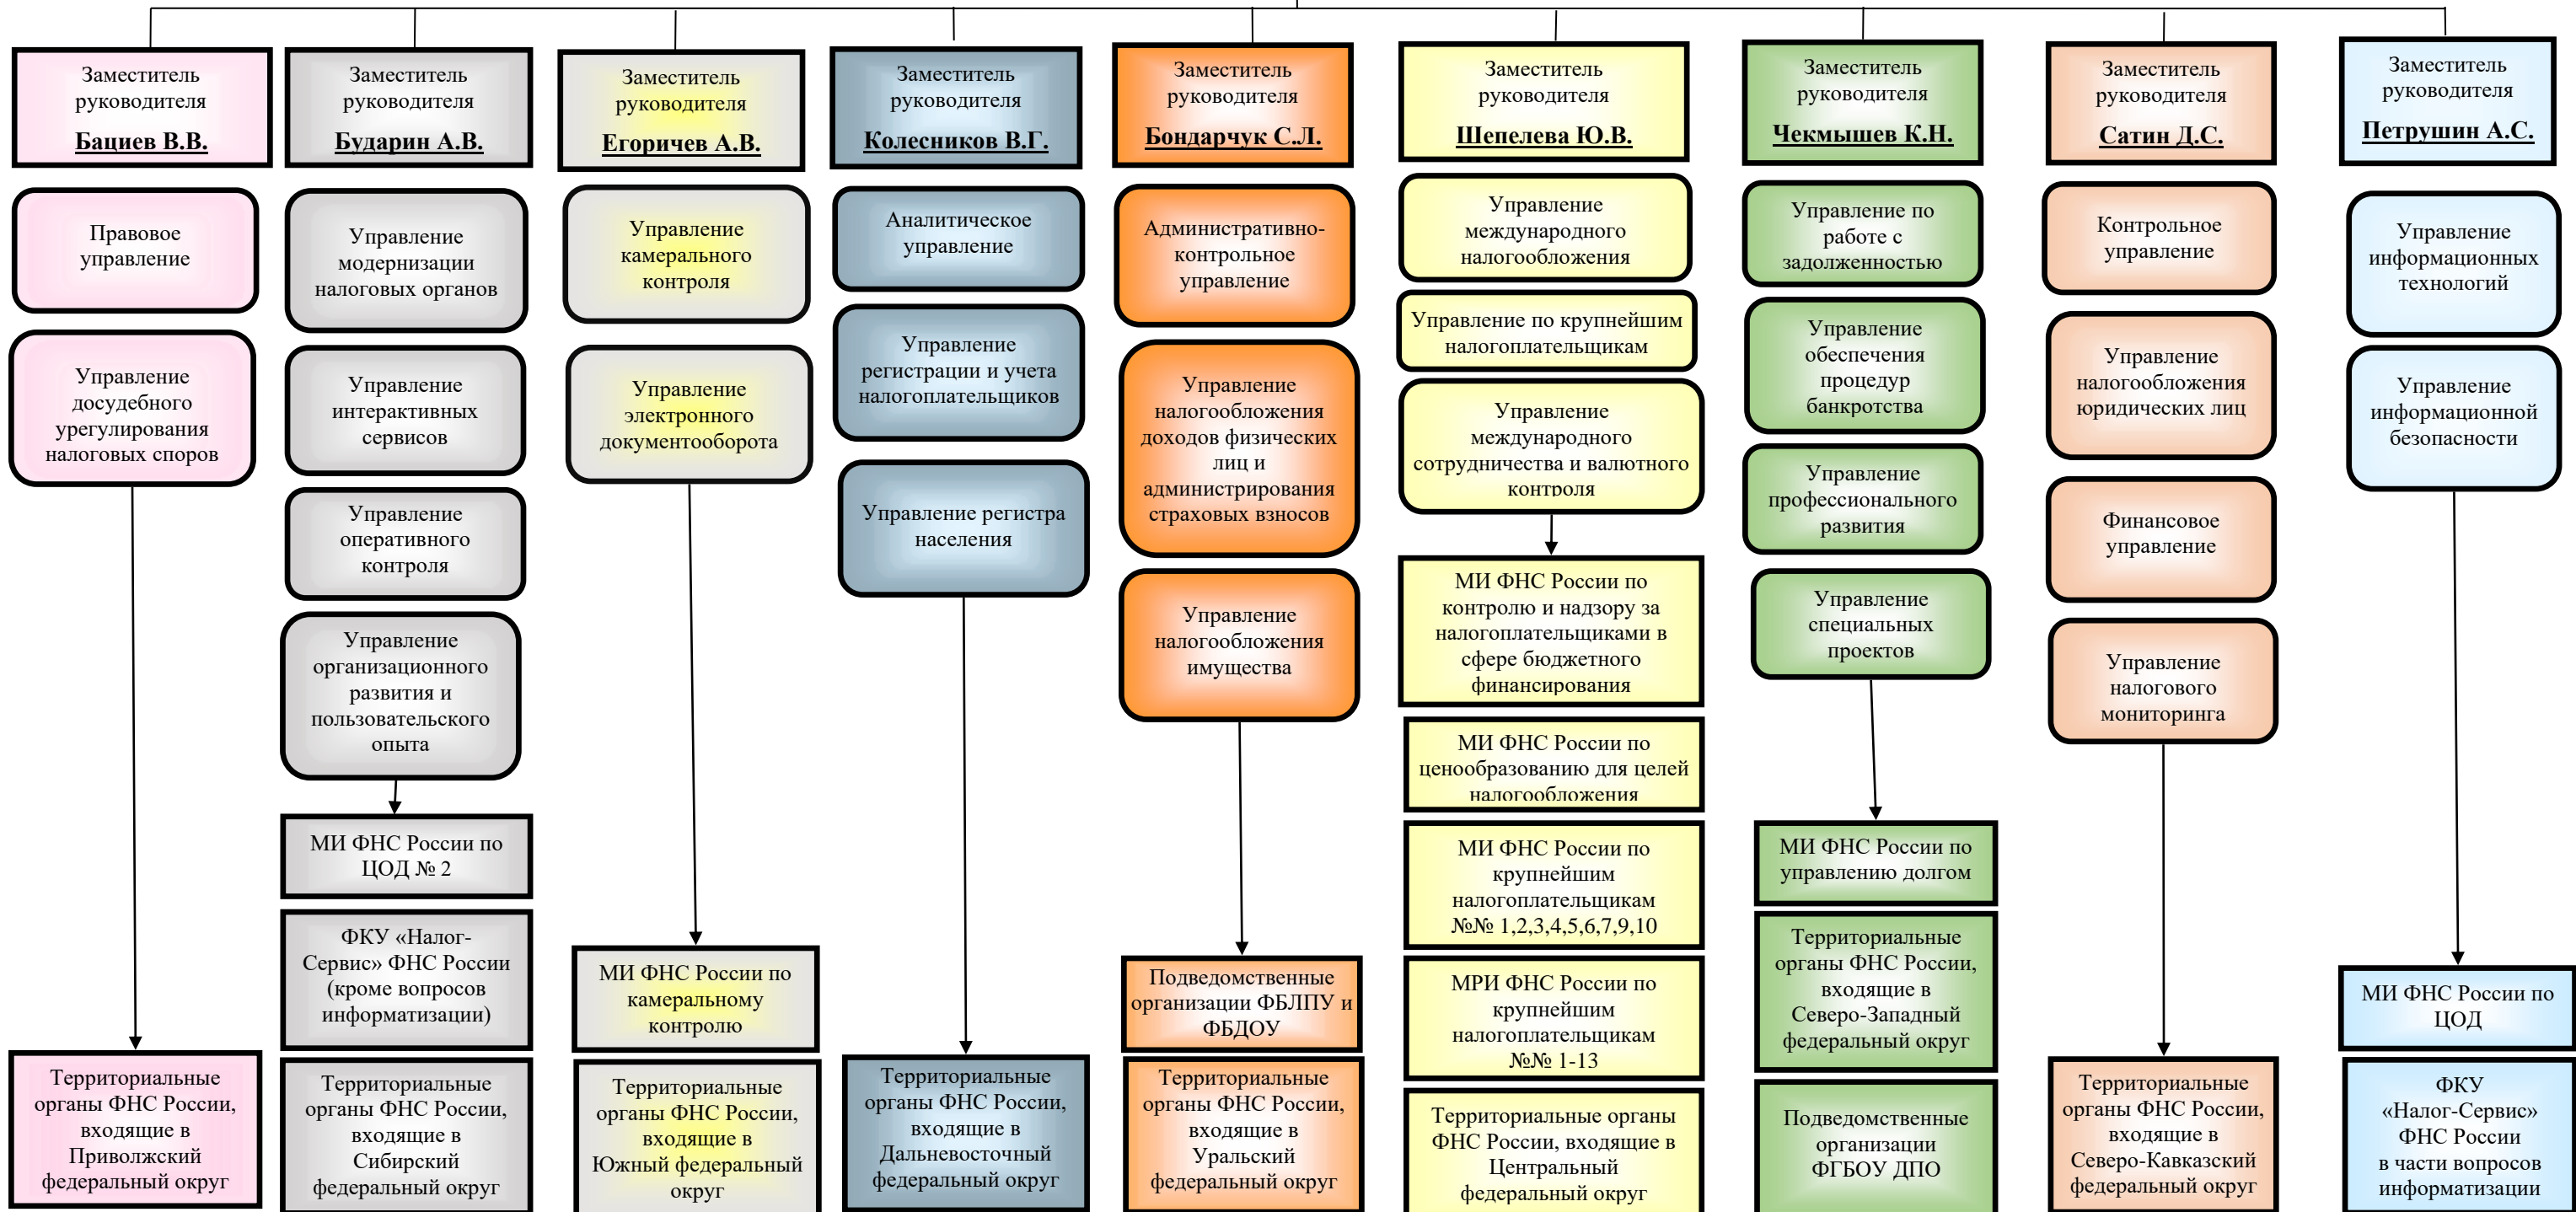 Заместитель
руководителя
Бациев В.В.
Правовое
управление
Управление
досудебного
урегулирования
налоговых споров
Территориальные
органы ФНС России,
входящие в
Приволжский
федеральный округ
Заместитель
руководителя
Бударин А.В.
Управление
модернизации
налоговых органов
Управление
интерактивных
сервисов
Управление
оперативного
контроля
Управление
организационного
развития и
пользовательского
опыта
МИ ФНС России по
ЦОД № 2
ФКУ «Налог-
Сервис» ФНС России
(кроме вопросов
информатизации)
Территориальные
органы ФНС России,
входящие в
Сибирский
федеральный округ
Заместитель
руководителя
Егоричев А.В.
Управление
камерального
контроля
Управление
электронного
документооборота
МИ ФНС России по
камеральному
контролю
Территориальные
органы ФНС России,
входящие в
Южный федеральный
округ
Заместитель
руководителя
Колесников В.Г.
Аналитическое
управление
Управление
регистрации и учета
налогоплательщиков
Управление регистра
населения
Территориальные
органы ФНС России,
входящие в
Дальневосточный
федеральный округ
Заместитель
руководителя
Бондарчук С.Л.
Административно-
контрольное
управление
Управление
налогообложения
доходов физических
лиц и
администрирования
страховых взносов
Управление
налогообложения
имущества
Подведомственные
организации ФБЛПУ и
ФБДОУ
Территориальные
органы ФНС России,
входящие в
Уральский
федеральный округ
Заместитель
руководителя
Шепелева Ю.В.
Управление
международного
налогообложения
Управление по крупнейшим
налогоплательщикам
Управление
международного
сотрудничества и валютного
контроля
МИ ФНС России по
контролю и надзору за
налогоплательщиками в
сфере бюджетного
финансирования
МИ ФНС России по
ценообразованию для целей
налогообложения
МИ ФНС России по
крупнейшим
налогоплательщикам
№№ 1,2,3,4,5,6,7,9,10
МРИ ФНС России по
крупнейшим
налогоплательщикам
№№ 1-13
Территориальные органы
ФНС России, входящие в
Центральный
федеральный округ
Заместитель
руководителя
Чекмышев К.Н.
Управление по
работе с
задолженностью
Управление
обеспечения
процедур
банкротства
Управление
профессионального
развития
Управление
специальных
проектов
МИ ФНС России по
управлению долгом
Территориальные
органы ФНС России,
входящие в
Северо-Западный
федеральный округ
Подведомственные
организации
ФГБОУ ДПО
Заместитель
руководителя
Сатин Д.С.
Контрольное
управление
Управление
налогообложения
юридических лиц
Финансовое
управление
Управление
налогового
мониторинга
Территориальные
органы ФНС России,
входящие в
Северо-Кавказский
федеральный округ
Заместитель
руководителя
Петрушин А.С.
Управление
информационных
технологий
Управление
информационной
безопасности
МИ ФНС России по
ЦОД
ФКУ
«Налог-Сервис»
ФНС России
в части вопросов
информатизации